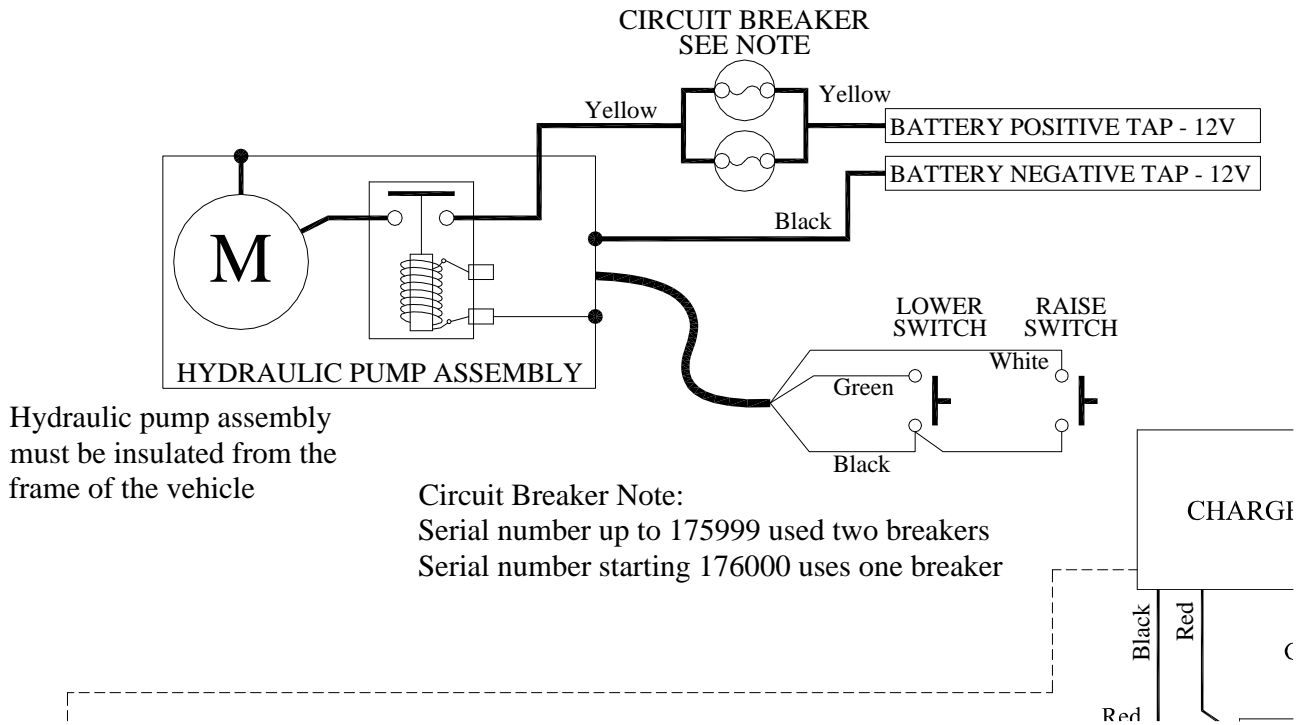 CIRCUIT BREAKER
SEE NOTE
Yellow
Yellow
BATTERY POSITIVE TAP - 12V
BATTERY NEGATIVE TAP - 12V
Black
M
HYDRAULIC PUMP ASSEMBLY
LOWER
SWITCH
RAISE
SWITCH
White
Green
Black
Hydraulic pump assembly
must be insulated from the
frame of the vehicle
Circuit Breaker Note:
Serial number up to 175999 used two breakers
Serial number starting 176000 uses one breaker
Black
Red
Red